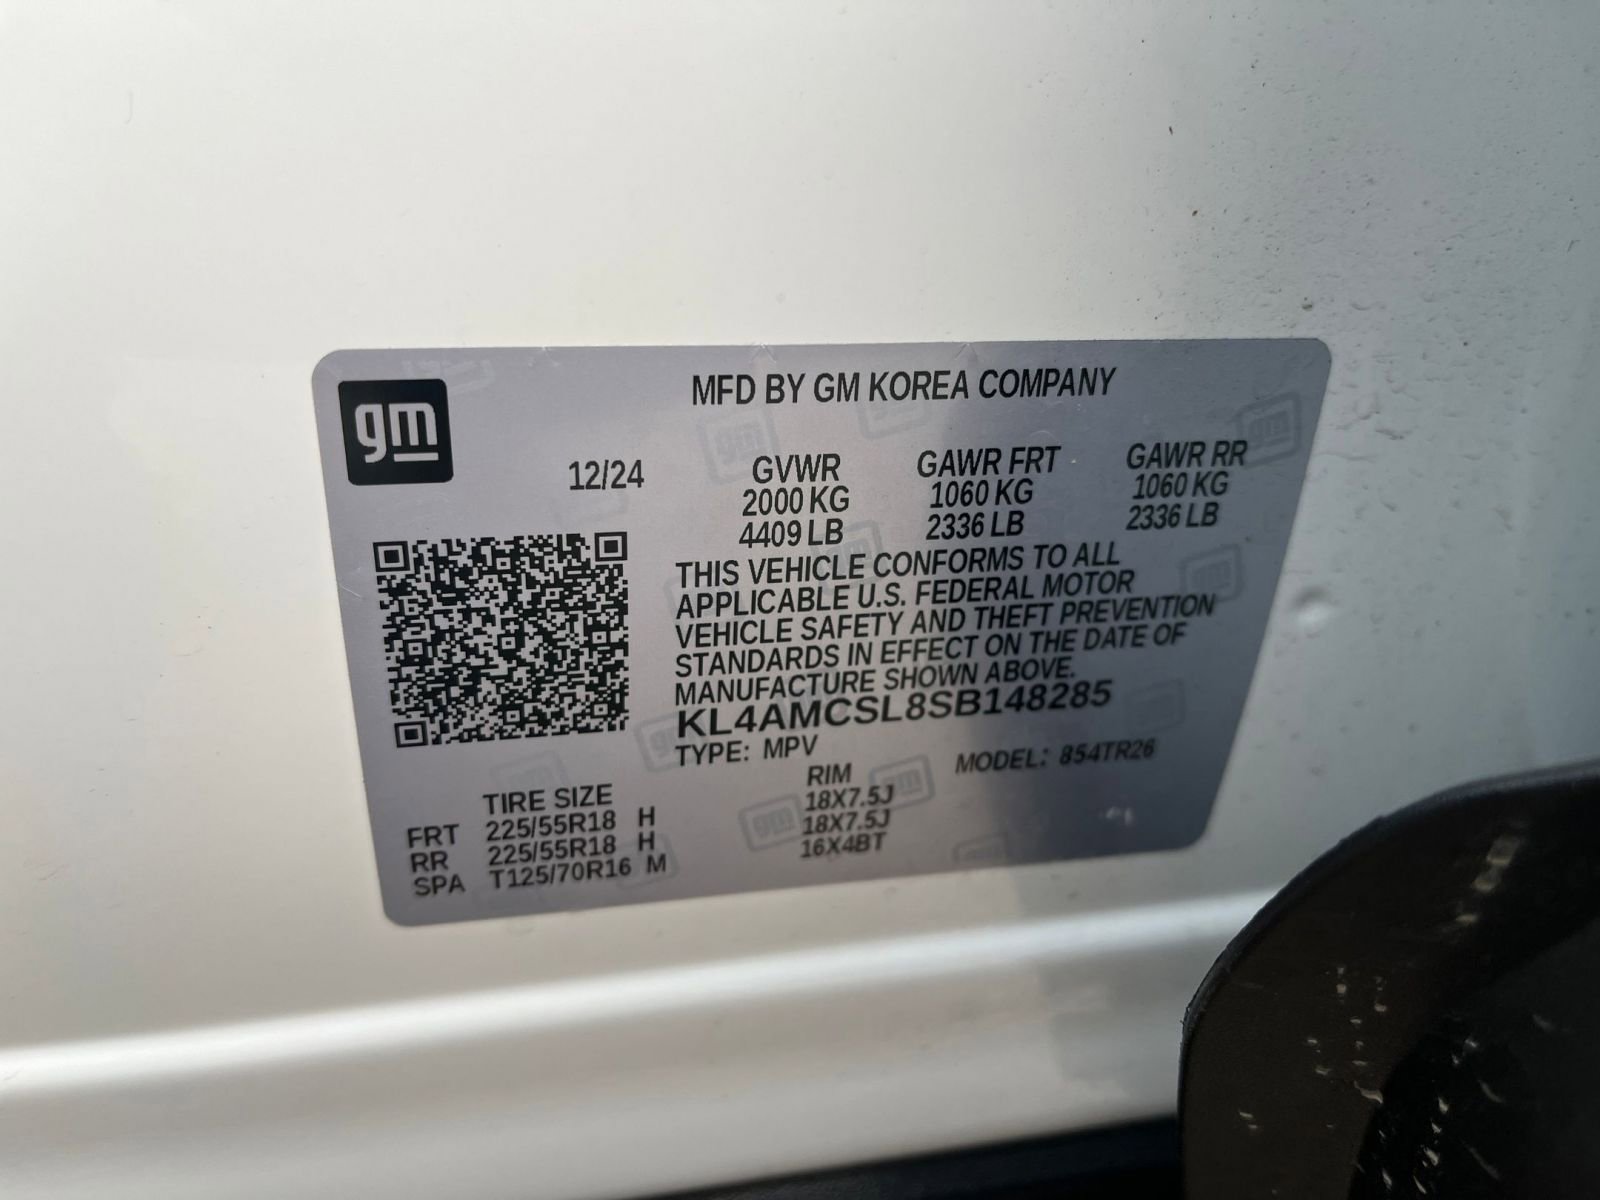 gm
MFD BY GM KOREA COMPANY
12/24 GVWR GAWR FRT GAWR RR
2000 KG 1060 KG 1060 KG
4409 LB 2336 LB 2336 LB
THIS VEHICLE CONFORMS TO ALL
APPLICABLE U.S. FEDERAL MOTOR
VEHICLE SAFETY AND THEFT PREVENTION
STANDARDS IN EFFECT ON THE DATE OF
MANUFACTURE SHOWN ABOVE.
KL4AMCSL8SB148285
TYPE: MPV MODEL: 854TR26
TIRE SIZE RIM
FRT 225/55R18 H 18X7.5J
RR 225/55R18 H 18X7.5J
SPA T125/70R16 M 16X4BT